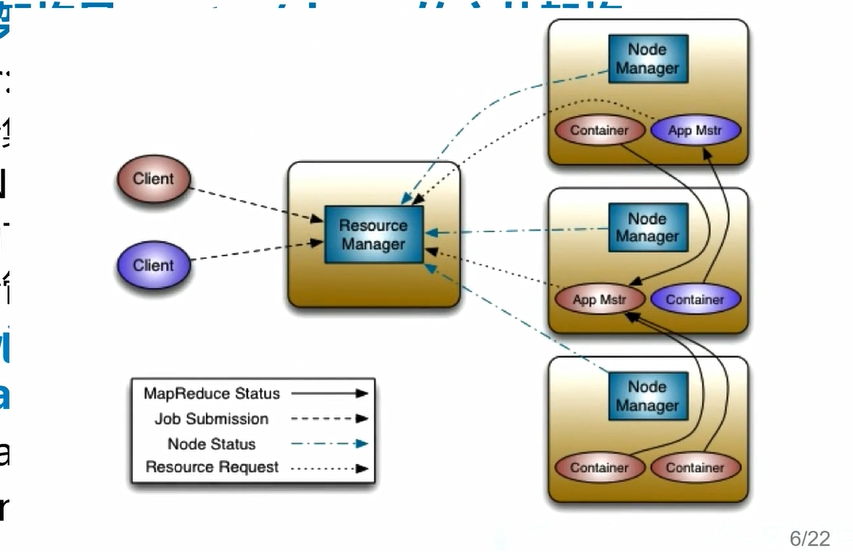 Node
Manager
Container
App Mstr
Client
Client
Resource
Manager
Node
Manager
App Mstr
Container
MapReduce Status
Job Submission
Node Status
Resource Request
Node
Manager
Container
Container
6/22